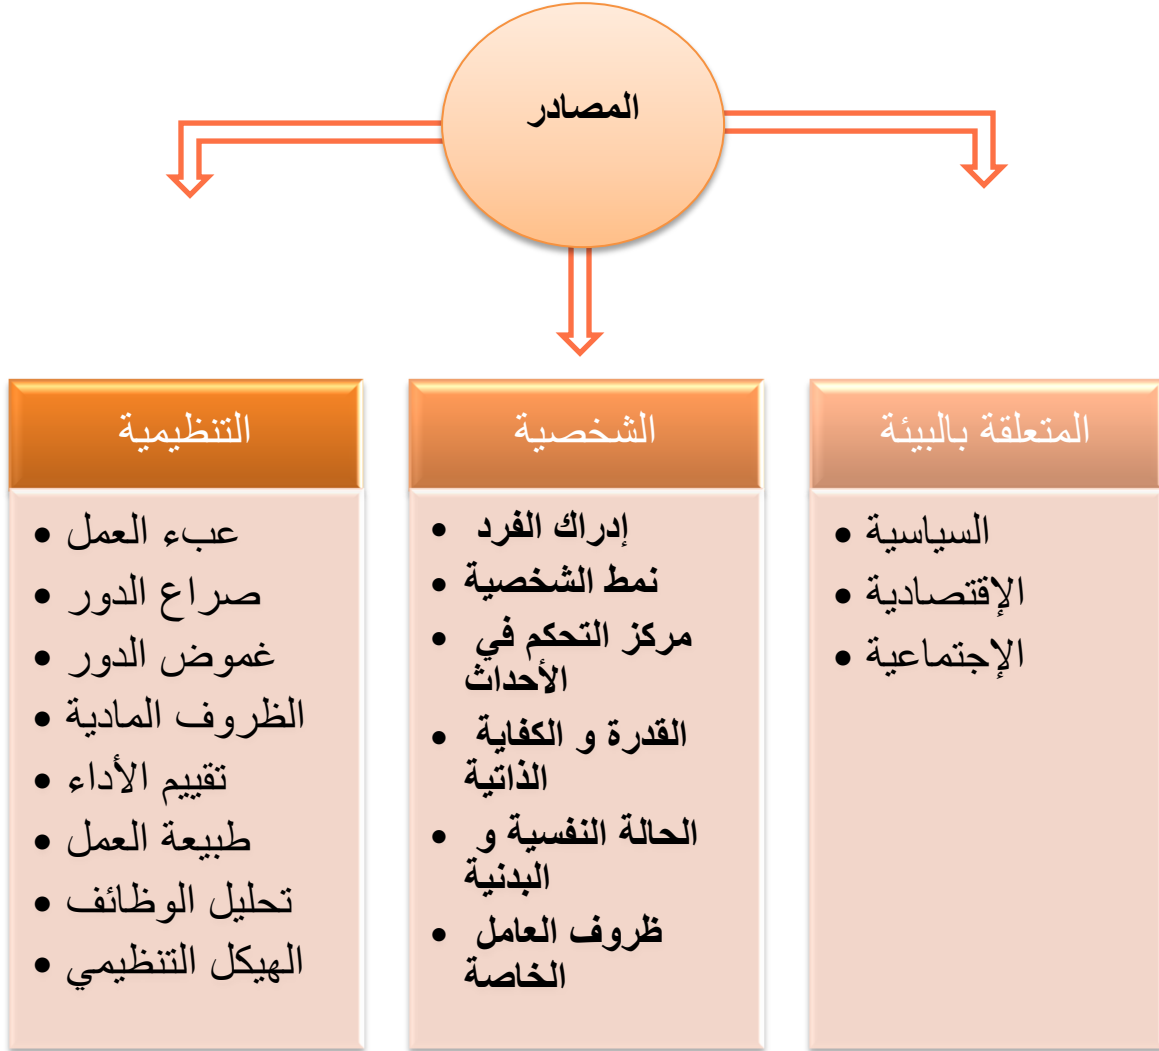 المصادر
المتعلقة بالبيئة
السياسية
الإقتصادية
الإجتماعية
الشخصية
إدراك الفرد
نمط الشخصية
مركز التحكم في
الأحداث
القدرة و الكفاية
الذاتية
الحالة النفسية و
البدنية
ظروف العامل
الخاصة
التنظيمية
عبء العمل
صراع الدور
غموض الدور
الظروف المادية
تقييم الأداء
طبيعة العمل
تحليل الوظائف
الهيكل التنظيمي